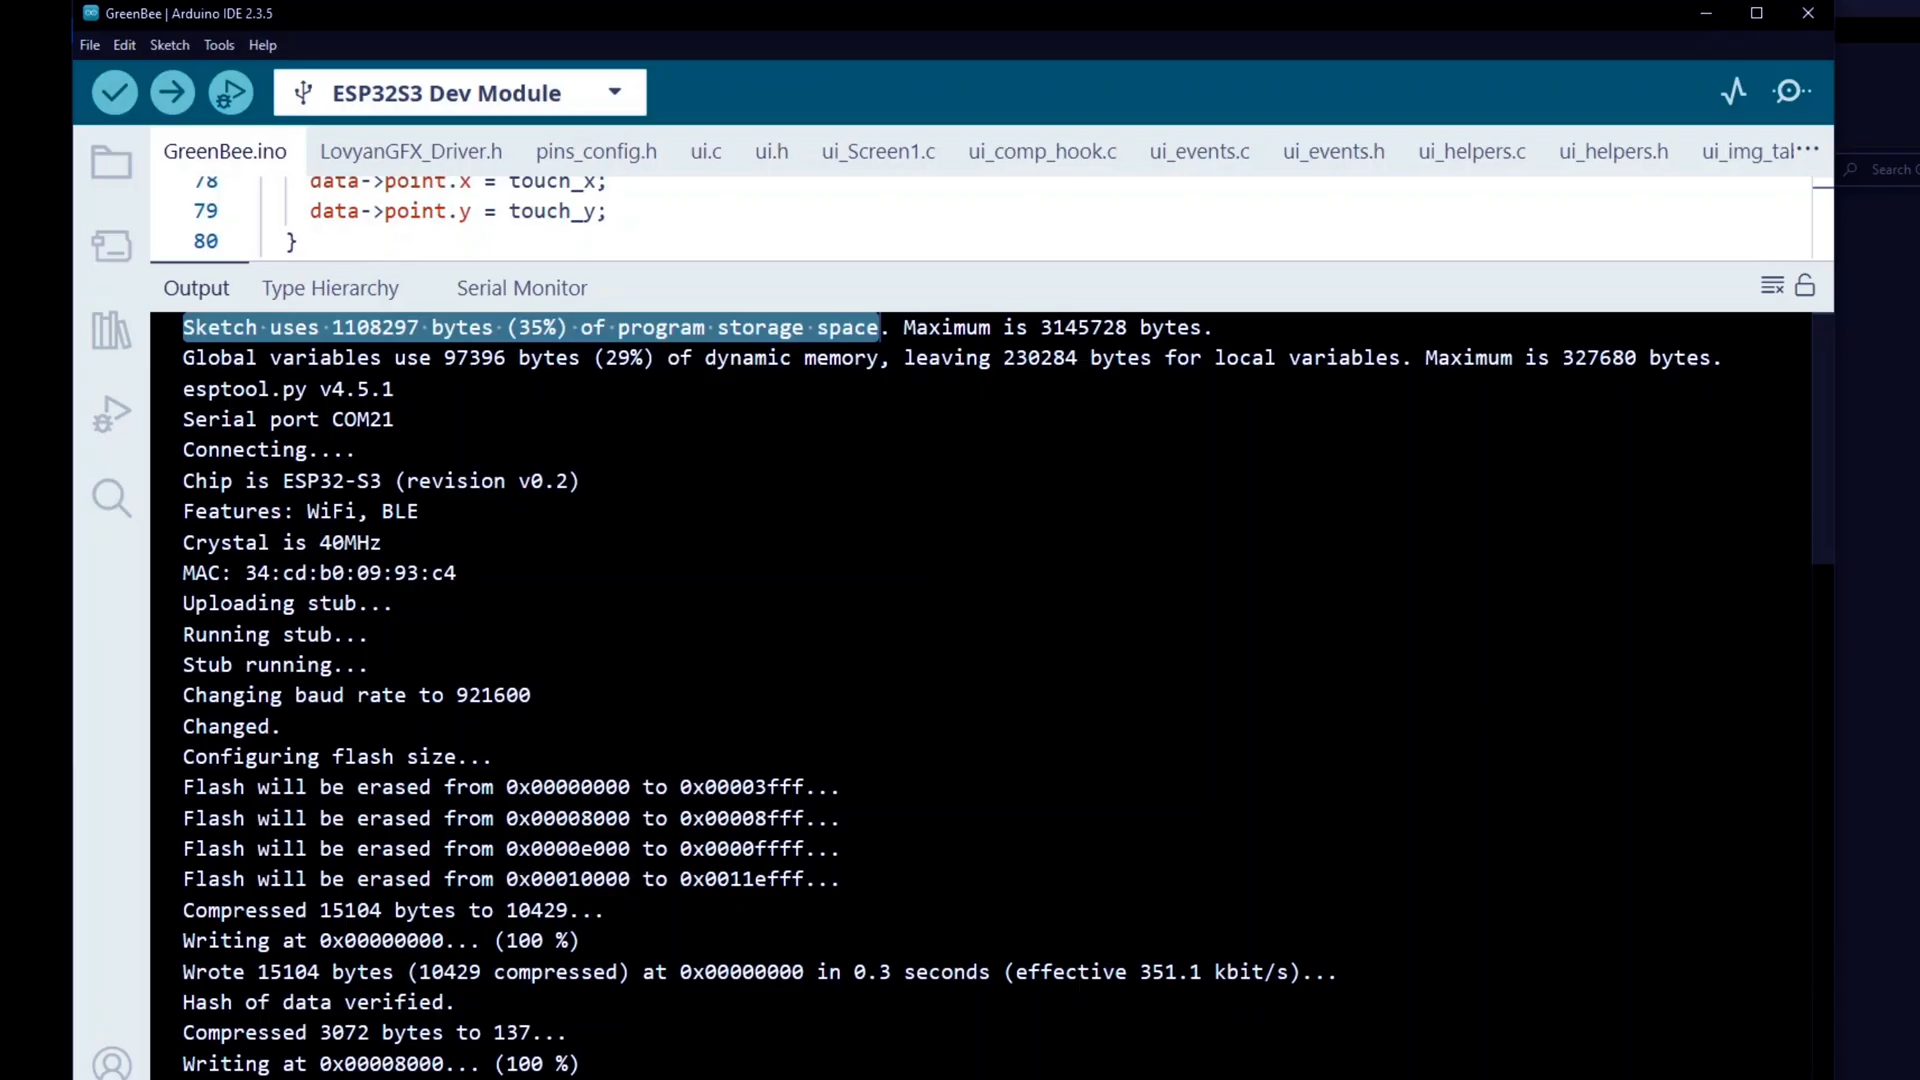 GreenBee | Arduino IDE 2.3.5
File Edit Sketch Tools Help
ESP32S3 Dev Module
GreenBee.ino LovyanGFX_Driver.h pins_config.h ui.c ui.h ui_Screen1.c ui_comp_hook.c ui_events.c ui_events.h ui_helpers.c ui_helpers.h ui_img_tal ...
Search
78 data->point.x = touch_x;
79 data->point.y = touch_y;
80 }
Output Type Hierarchy Serial Monitor
Sketch uses 1108297 bytes (35%) of program storage space. Maximum is 3145728 bytes.
Global variables use 97396 bytes (29%) of dynamic memory, leaving 230284 bytes for local variables. Maximum is 327680 bytes.
esptool.py v4.5.1
Serial port COM21
Connecting....
Chip is ESP32-S3 (revision v0.2)
Features: WiFi, BLE
Crystal is 40MHz
MAC: 34:cd:b0:09:93:c4
Uploading stub...
Running stub...
Stub running...
Changing baud rate to 921600
Changed.
Configuring flash size...
Flash will be erased from 0x00000000 to 0x00003fff...
Flash will be erased from 0x00008000 to 0x00008fff...
Flash will be erased from 0x0000e000 to 0x0000ffff...
Flash will be erased from 0x00010000 to 0x0011efff...
Compressed 15104 bytes to 10429...
Writing at 0x00000000... (100 %)
Wrote 15104 bytes (10429 compressed) at 0x00000000 in 0.3 seconds (effective 351.1 kbit/s)...
Hash of data verified.
Compressed 3072 bytes to 137...
Writing at 0x00008000... (100 %)